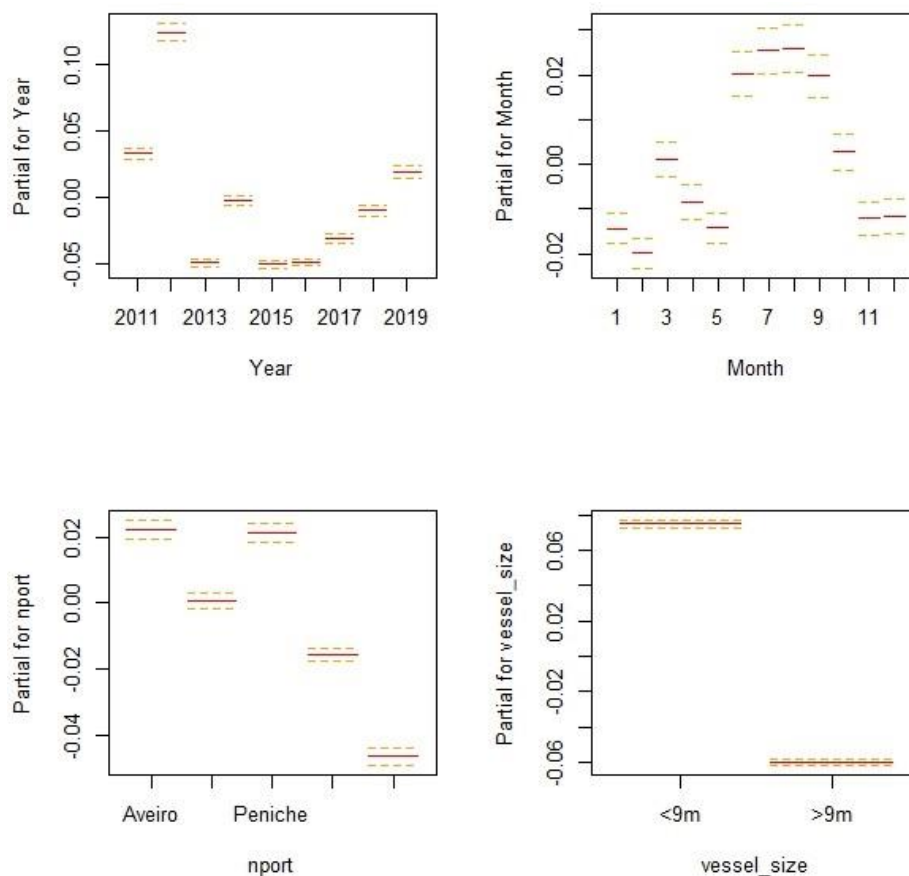 Partial for Year
0.10
0.05
0.00
-0.05
2011 2013 2015 2017 2019
Year
Partial for Month
0.02
0.00
-0.02
1 3 5 7 9 11
Month
Partial for nport
0.02
0.00
-0.02
-0.04
Aveiro Peniche
nport
Partial for vessel_size
0.06
0.02
-0.02
-0.06
<9m >9m
vessel_size